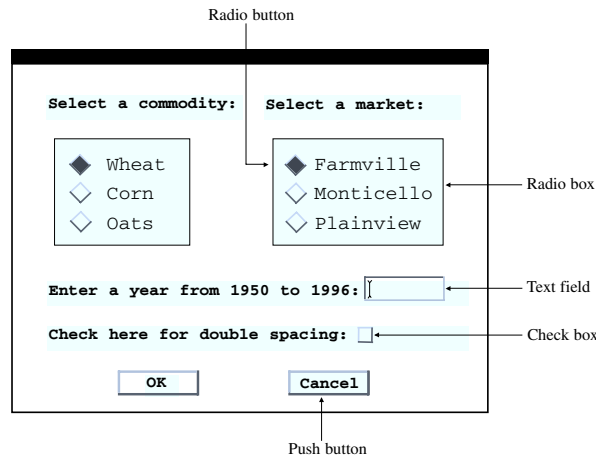 Radio button
Select a commodity: Select a market:
Wheat Farmville
Corn Monticello
Oats Plainview
Radio box
Enter a year from 1950 to 1996:
Text field
Check here for double spacing:
Check box
OK Cancel
Push button